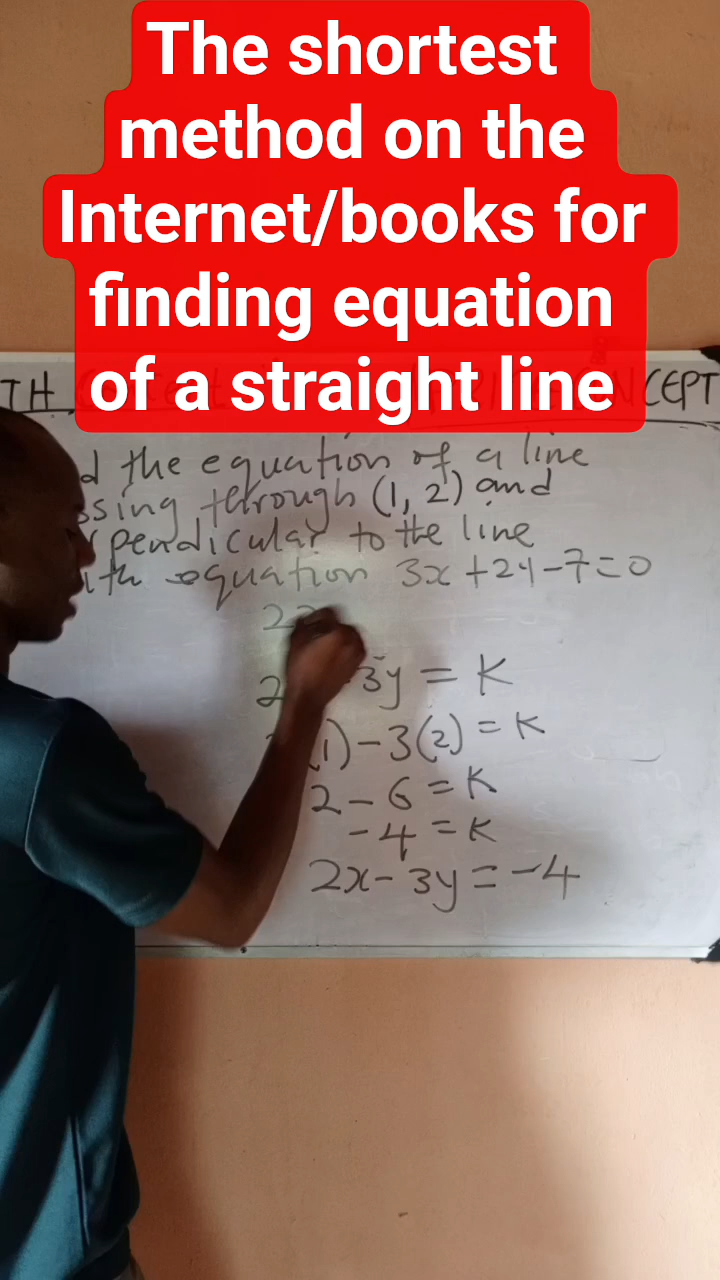 The shortest
method on the
Internet/books for
finding equation
of a straight line
TH CEPT
the equation of a line
through (1, 2) and
to the line
equation 3x + 2y - 7 = 0
3y = K
(1) - 3(2) = K
2 - 6 = K
-4 = K
2x - 3y = -4